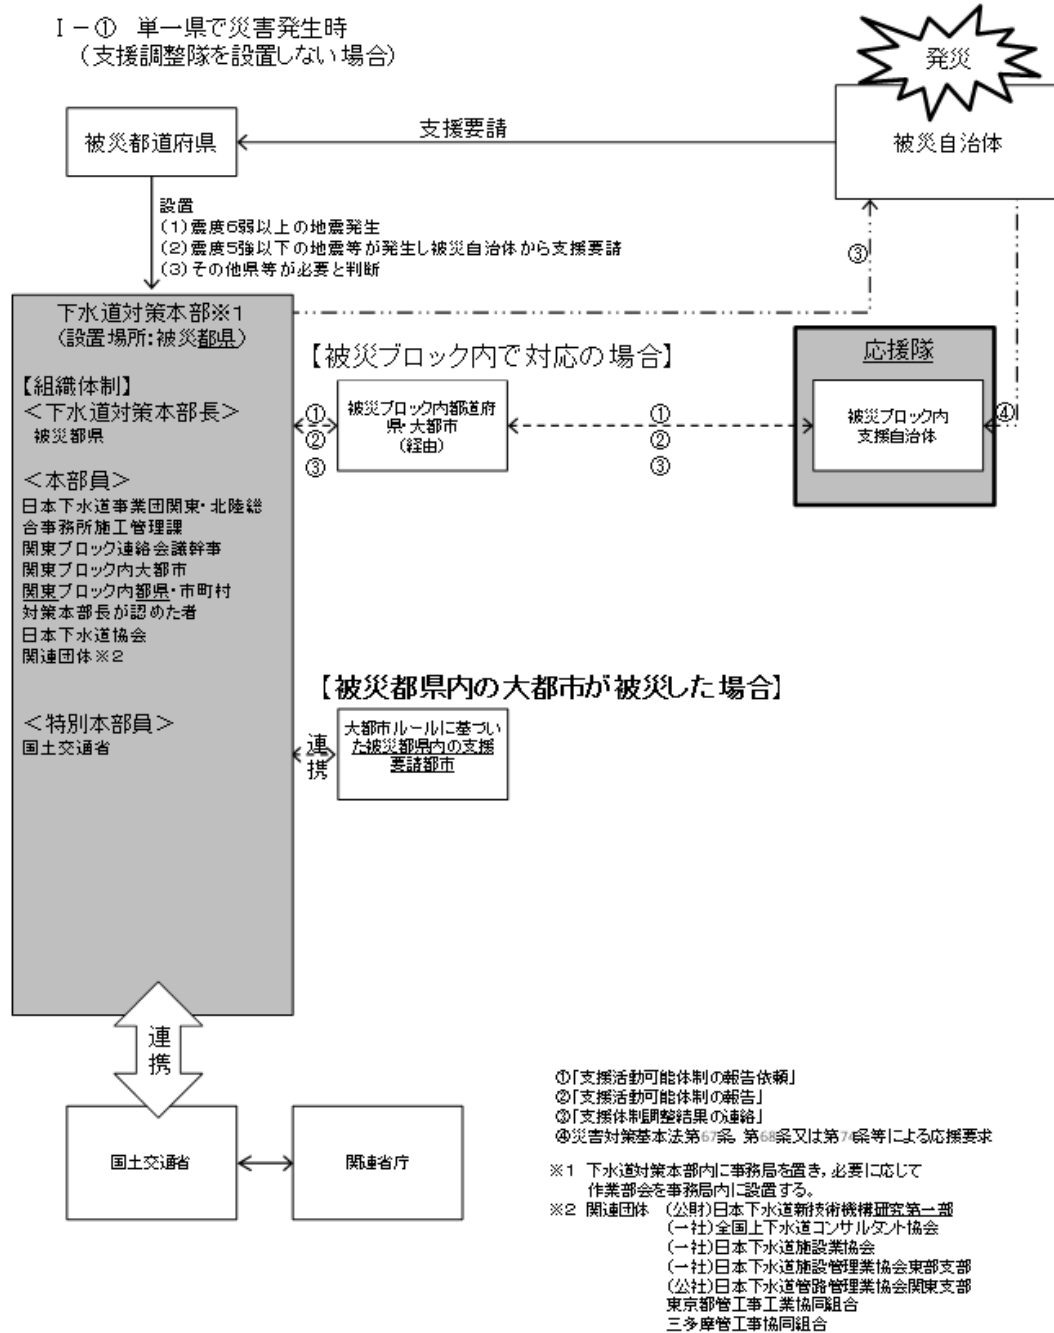 Ⅰ－① 単一県で災害発生時
（支援調整隊を設置しない場合）
発災
被災都道府県
支援要請
被災自治体
設置
（1）震度6弱以上の地震発生
（2）震度5強以下の地震等が発生し被災自治体から支援要請
（3）その他県等が必要と判断
③
下水道対策本部※1
（設置場所：被災都県）
【組織体制】
＜下水道対策本部長＞
被災都県
＜本部員＞
日本下水道事業団関東・北陸総
合事務所施工管理課
関東ブロック連絡会議幹事
関東ブロック内大都市
関東ブロック内都県・市町村
対策本部長が認めた者
日本下水道協会
関連団体※2
＜特別本部員＞
国土交通省
【被災ブロック内で対応の場合】
①
②
③
被災ブロック内都道府
県・大都市
（経由）
①
②
③
応援隊
被災ブロック内
支援自治体
④
【被災都県内の大都市が被災した場合】
連
携
大都市ルールに基づい
た被災都県内の支援
要請都市
連
携
国土交通省
関連省庁
①「支援活動可能体制の報告依頼」
②「支援活動可能体制の報告」
③「支援体制調整結果の連絡」
④災害対策基本法第67条，第68条又は第74条等による応援要求
※1 下水道対策本部内に事務局を置き，必要に応じて
作業部会を事務局内に設置する。
※2 関連団体 （公財）日本下水道新技術機構研究第一部
（一社）全国上下水道コンサルタント協会
（一社）日本下水道施設業協会
（一社）日本下水道施設管理業協会東部支部
（公社）日本下水道管路管理業協会関東支部
東京都管工事工業協同組合
三多摩管工事協同組合